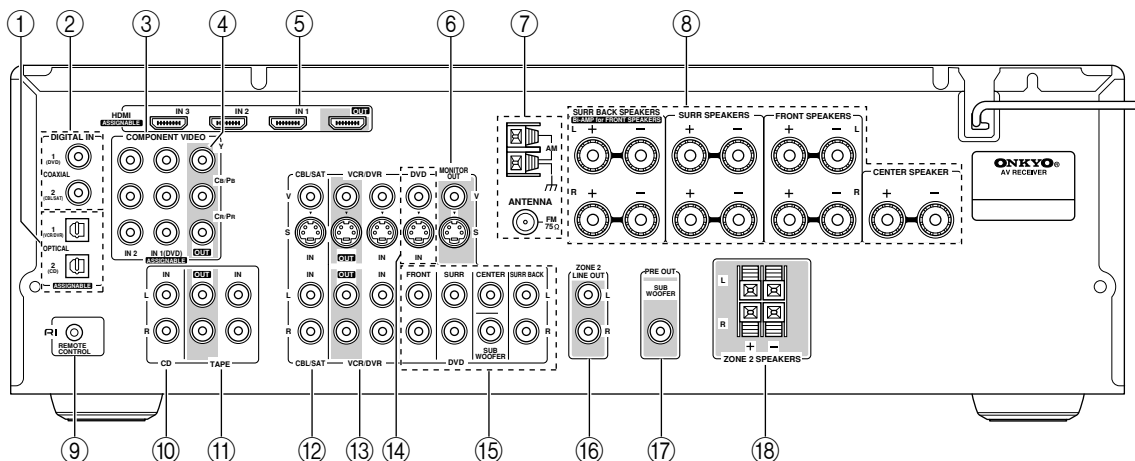 ① ② ③ ④ ⑤ ⑥ ⑦ ⑧
HDMI
ASSIGNABLE
IN 3 IN 2 IN 1 OUT
DIGITAL IN
1
(DVD)
COAXIAL
2
(CBL/SAT)
1
(VCR/DVR)
OPTICAL
2
(CD)
ASSIGNABLE
COMPONENT VIDEO
Y
CB/PB
CR/PR
IN 2 IN 1(DVD) OUT
ASSIGNABLE
CBL/SAT VCR/DVR DVD MONITOR
OUT
V V
S S
IN OUT IN IN
AM
ANTENNA
FM
75Ω
SURR BACK SPEAKERS SURR SPEAKERS FRONT SPEAKERS
BI-AMP for FRONT SPEAKERS
L + − + − + − L
R + − + − + − R
CENTER SPEAKER
+ −
ONKYO®
AV RECEIVER
RI
REMOTE
CONTROL
IN OUT IN
L
R
CD TAPE
IN OUT IN
L
R
CBL/SAT VCR/DVR
FRONT SURR CENTER SURR BACK
L
R
SUB
WOOFER
DVD
ZONE 2
LINE OUT
L
R
PRE OUT
SUB
WOOFER
L
R
+ −
ZONE 2 SPEAKERS
⑨ ⑩ ⑪ ⑫ ⑬ ⑭ ⑮ ⑯ ⑰ ⑱